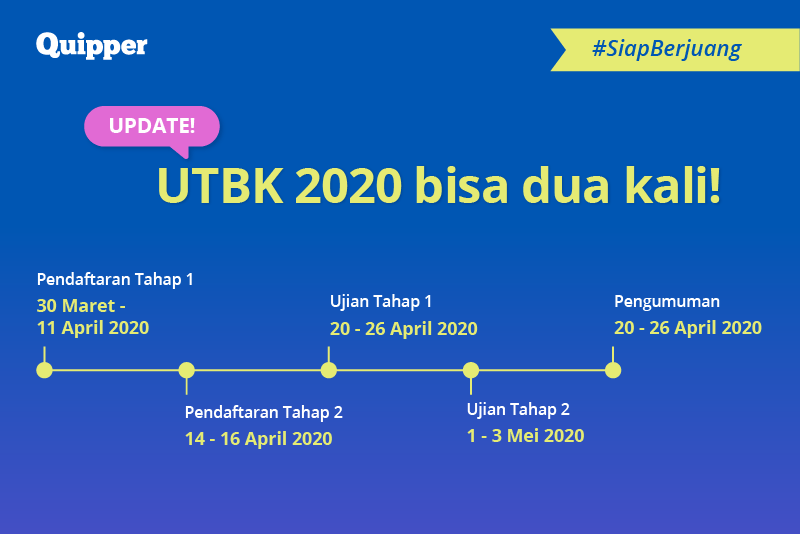 Quipper
#SiapBerjuang
UPDATE!
UTBK 2020 bisa dua kali!
Pendaftaran Tahap 1
30 Maret -
11 April 2020
Pendaftaran Tahap 2
14 - 16 April 2020
Ujian Tahap 1
20 - 26 April 2020
Ujian Tahap 2
1 - 3 Mei 2020
Pengumuman
20 - 26 April 2020